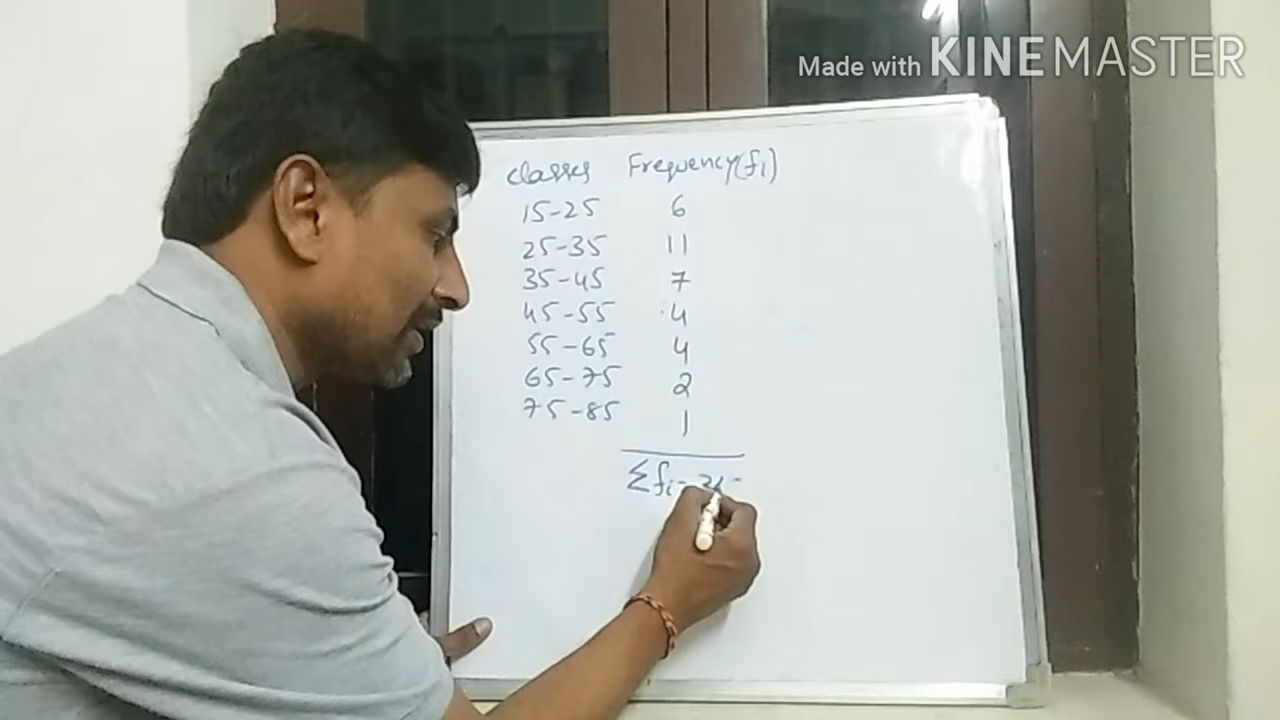 Made with KINEMASTER
classes Frequency(fi)
15-25 6
25-35 11
35-45 7
45-55 4
55-65 4
65-75 2
75-85 1
Σfi =